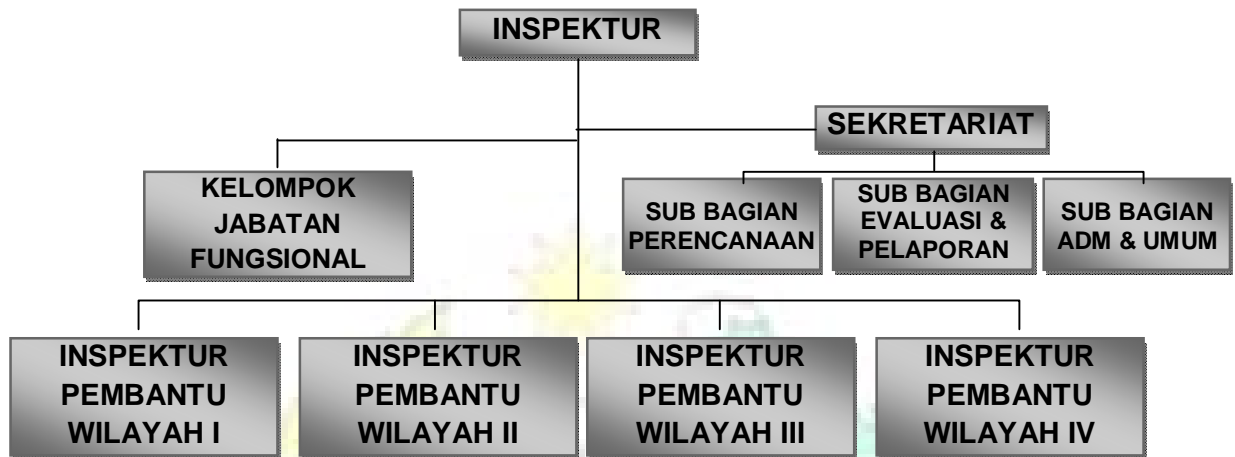 INSPEKTUR
SEKRETARIAT
KELOMPOK
JABATAN
FUNGSIONAL
SUB BAGIAN
PERENCANAAN
SUB BAGIAN
EVALUASI &
PELAPORAN
SUB BAGIAN
ADM & UMUM
INSPEKTUR
PEMBANTU
WILAYAH I
INSPEKTUR
PEMBANTU
WILAYAH II
INSPEKTUR
PEMBANTU
WILAYAH III
INSPEKTUR
PEMBANTU
WILAYAH IV